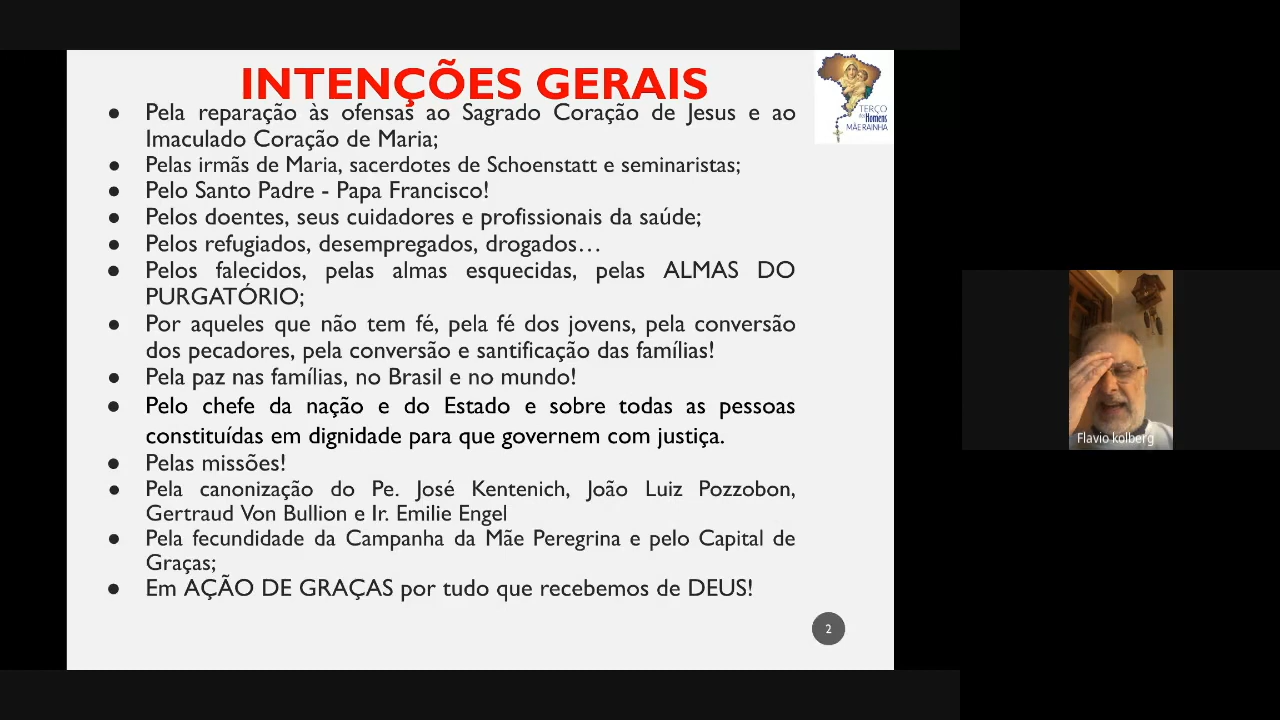 INTENÇÕES GERAIS
TERÇO
dos Homens
MÃE RAINHA
● Pela reparação às ofensas ao Sagrado Coração de Jesus e ao
Imaculado Coração de Maria;
● Pelas irmãs de Maria, sacerdotes de Schoenstatt e seminaristas;
● Pelo Santo Padre - Papa Francisco!
● Pelos doentes, seus cuidadores e profissionais da saúde;
● Pelos refugiados, desempregados, drogados…
● Pelos falecidos, pelas almas esquecidas, pelas ALMAS DO
PURGATÓRIO;
● Por aqueles que não tem fé, pela fé dos jovens, pela conversão
dos pecadores, pela conversão e santificação das famílias!
● Pela paz nas famílias, no Brasil e no mundo!
● Pelo chefe da nação e do Estado e sobre todas as pessoas
constituídas em dignidade para que governem com justiça.
● Pelas missões!
● Pela canonização do Pe. José Kentenich, João Luiz Pozzobon,
Gertraud Von Bullion e Ir. Emilie Engel
● Pela fecundidade da Campanha da Mãe Peregrina e pelo Capital de
Graças;
● Em AÇÃO DE GRAÇAS por tudo que recebemos de DEUS!
2
Flavio kolberg